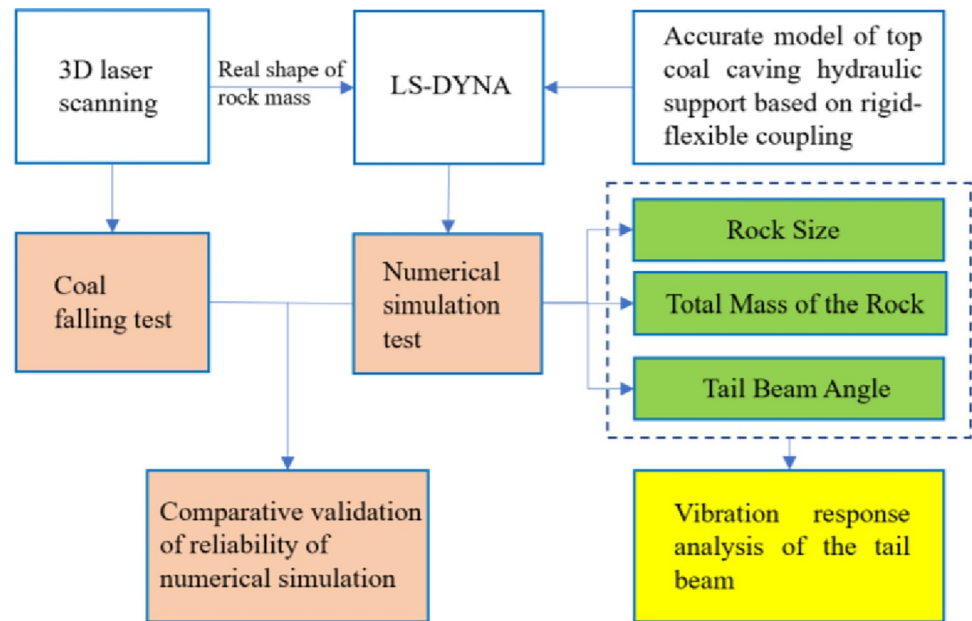 3D laser
scanning
Real shape of
rock mass
LS-DYNA
Accurate model of top
coal caving hydraulic
support based on rigid-
flexible coupling
Coal
falling test
Numerical
simulation
test
Rock Size
Total Mass of the Rock
Tail Beam Angle
Comparative validation
of reliability of
numerical simulation
Vibration response
analysis of the tail
beam